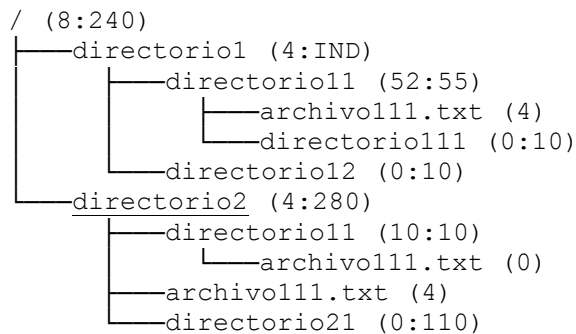 / (8:240)
├───directorio1 (4:IND)
│   ├───directorio11 (52:55)
│   │   ├───archivo111.txt (4)
│   │   └───directorio111 (0:10)
│   └───directorio12 (0:10)
└───directorio2 (4:280)
    ├───directorio11 (10:10)
    │   └───archivo111.txt (0)
    ├───archivo111.txt (4)
    └───directorio21 (0:110)